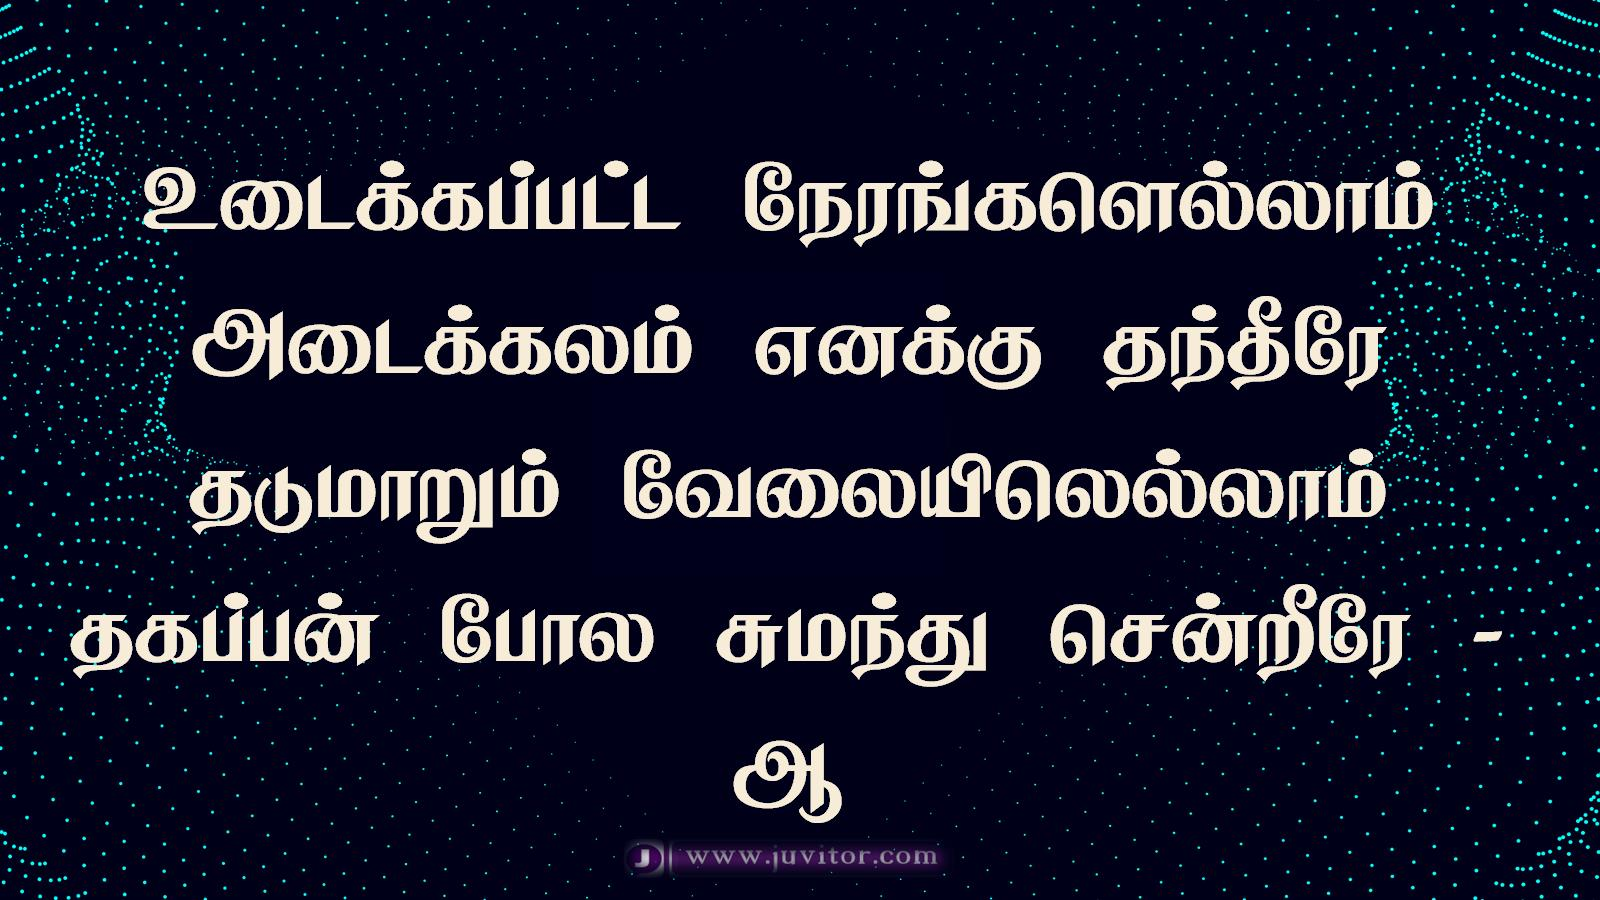 உடைக்கப்பட்ட நேரங்களெல்லாம்
அடைக்கலம் எனக்கு தந்தீரே
தடுமாறும் வேலையிலெல்லாம்
தகப்பன் போல சுமந்து சென்றீரே -
ஆ
J www.juvitor.com